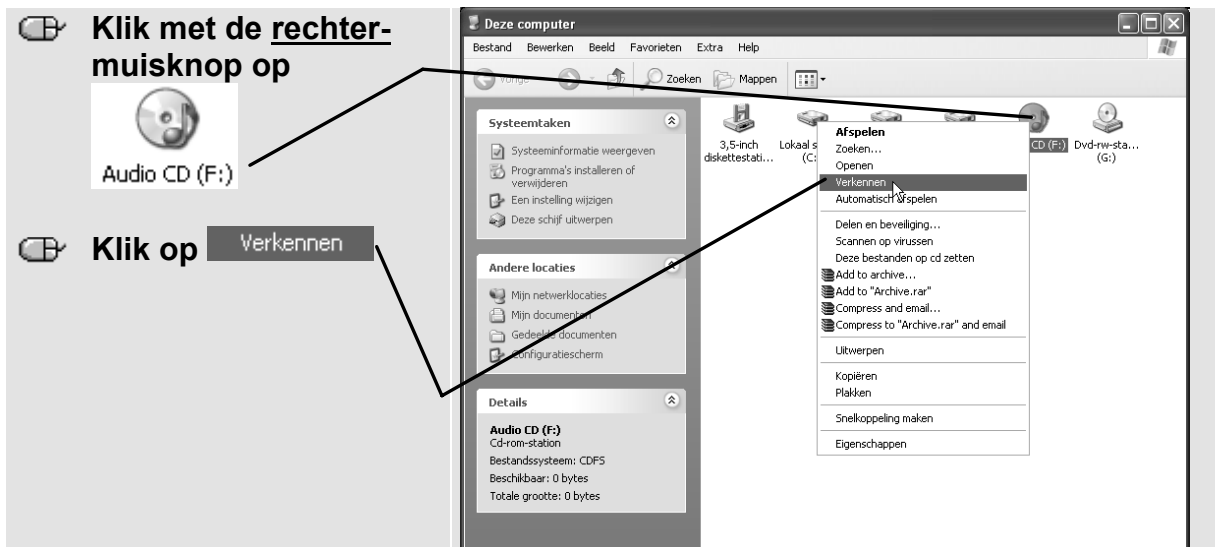 Klik met de rechter-
muisknop op
Audio CD (F:)
Klik op Verkennen
Deze computer
Bestand Bewerken Beeld Favorieten Extra Help
Vorige Zoeken Mappen
Systeemtaken
Systeeminformatie weergeven
Programma's installeren of
verwijderen
Een instelling wijzigen
Deze schijf uitwerpen
Andere locaties
Mijn netwerklocaties
Mijn documenten
Gedeelde documenten
Configuratiescherm
Details
Audio CD (F:)
Cd-rom-station
Bestandssysteem: CDFS
Beschikbaar: 0 bytes
Totale grootte: 0 bytes
3,5-inch
diskettestati...
Lokaal s
(C:
CD (F:)
Dvd-rw-sta...
(G:)
Afspelen
Zoeken...
Openen
Verkennen
Automatisch afspelen
Delen en beveiliging...
Scannen op virussen
Deze bestanden op cd zetten
Add to archive...
Add to "Archive.rar"
Compress and email...
Compress to "Archive.rar" and email
Uitwerpen
Kopiëren
Plakken
Snelkoppeling maken
Eigenschappen